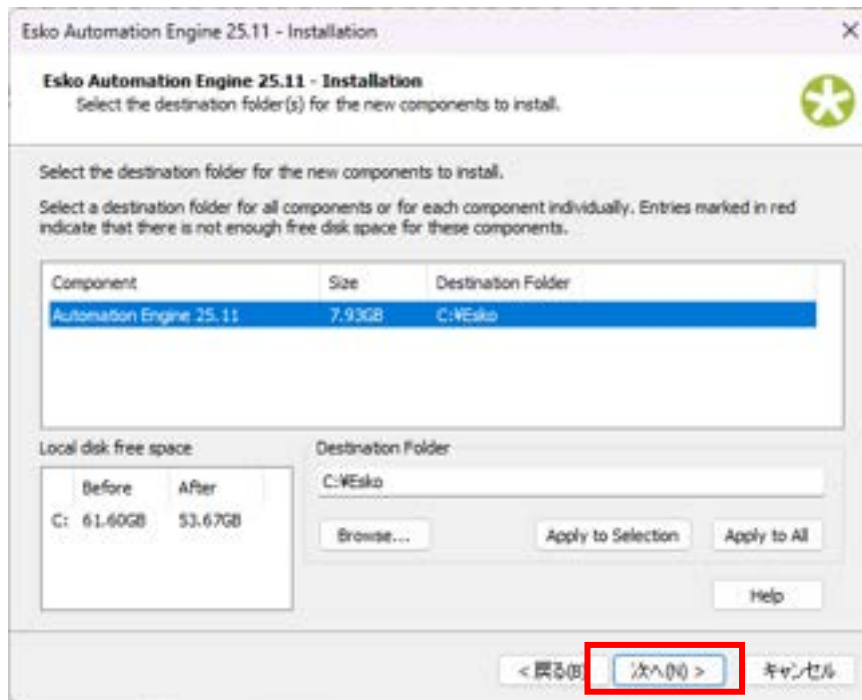 Esko Automation Engine 25.11 - Installation
Esko Automation Engine 25.11 - Installation
Select the destination folder(s) for the new components to install.
Select the destination folder for the new components to install.
Select a destination folder for all components or for each component individually. Entries marked in red
indicate that there is not enough free disk space for these components.
Component Size Destination Folder
Automation Engine 25.11 7.93GB C:¥Esko
Local disk free space
Before After
C: 61.60GB 53.67GB
Destination Folder
C:¥Esko
Browse... Apply to Selection Apply to All
Help
< 戻る(B) 次へ(N) > キャンセル